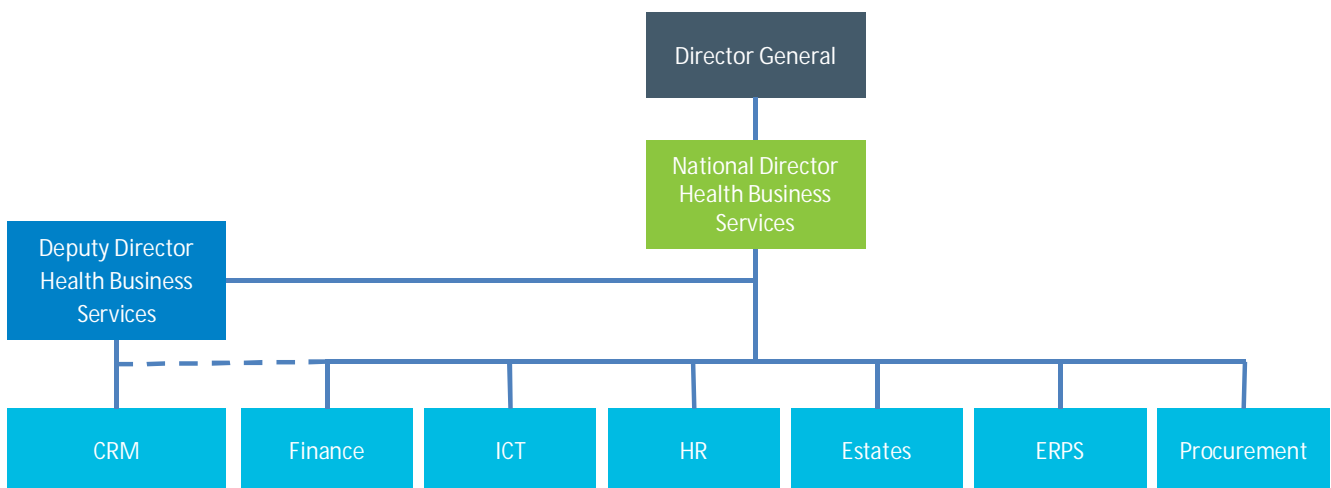 Director General
National Director
Health Business
Services
Deputy Director
Health Business
Services
CRM
Finance
ICT
HR
Estates
ERPS
Procurement